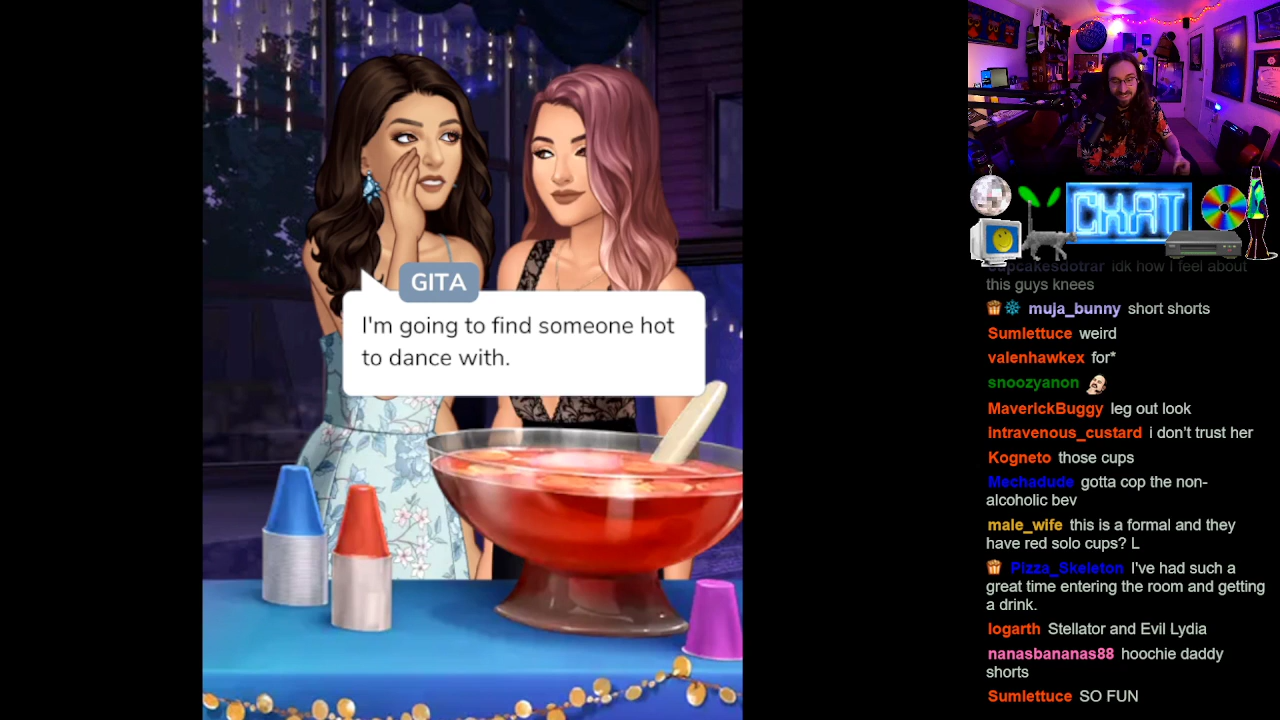 GITA
I'm going to find someone hot
to dance with.
CHAT
cupcakesdotrar idk how I feel about
this guys knees
muja_bunny short shorts
Sumlettuce weird
valenhawkex for*
snoozyanon
MaverickBuggy leg out look
intravenous_custard i don't trust her
Kogneto those cups
Mechadude gotta cop the non-
alcoholic bev
male_wife this is a formal and they
have red solo cups? L
Pizza_Skeleton I've had such a
great time entering the room and getting
a drink.
logarth Stellator and Evil Lydia
nanasbananas88 hoochie daddy
shorts
Sumlettuce SO FUN